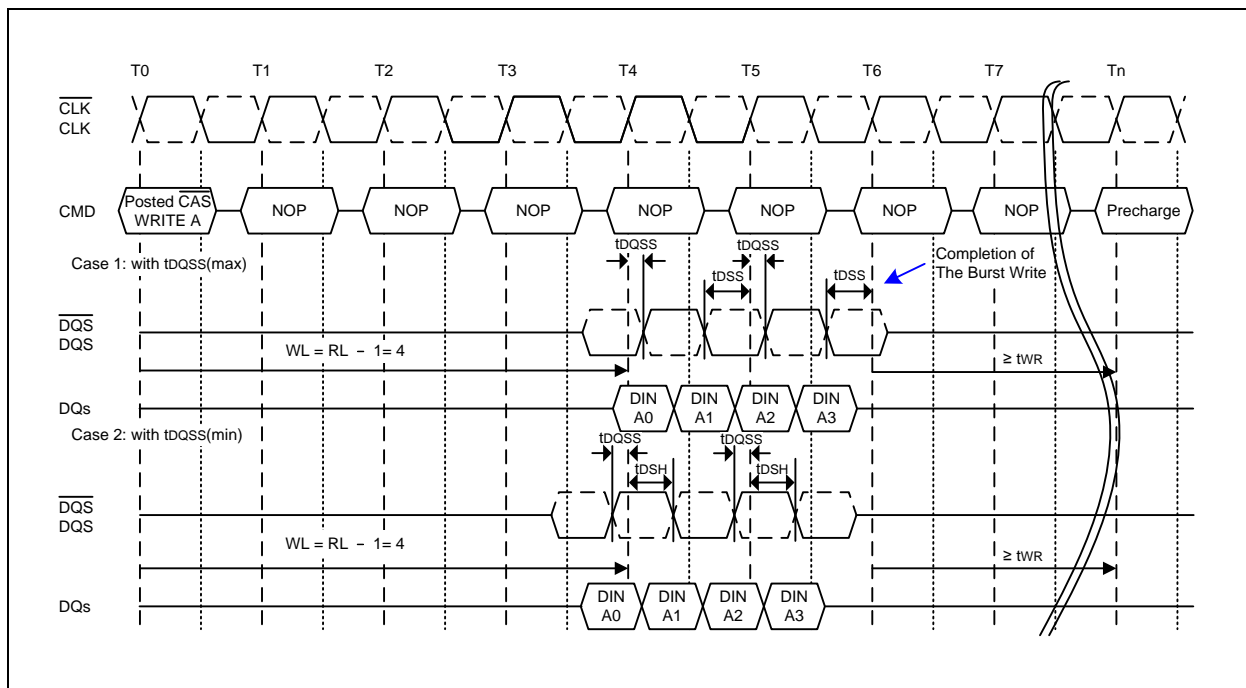 T0 T1 T2 T3 T4 T5 T6 T7 Tn
CLK
CLK
CMD
Posted CAS
WRITE A
NOP NOP NOP NOP NOP NOP NOP Precharge
Case 1: with tDQSS(max)
tDQSS tDQSS
tDSS tDSS
Completion of
The Burst Write
DQS
DQS
WL = RL − 1= 4
≥ tWR
DQs
DIN
A0
DIN
A1
DIN
A2
DIN
A3
Case 2: with tDQSS(min)
tDQSS tDQSS
tDSH tDSH
DQS
DQS
WL = RL − 1= 4
≥ tWR
DQs
DIN
A0
DIN
A1
DIN
A2
DIN
A3